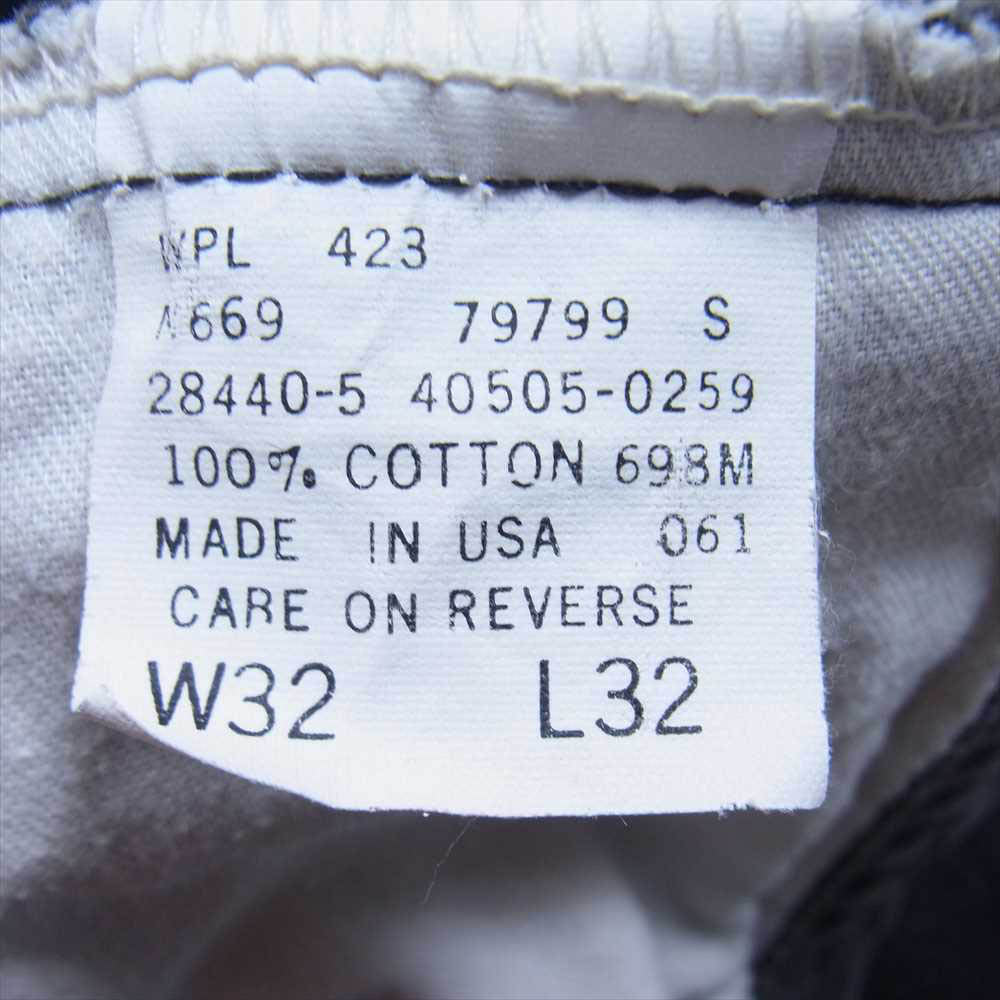 WPL 423
A669 79799 S
28440-5 40505-0259
100% COTTON 698M
MADE IN USA 061
CARE ON REVERSE
W32 L32